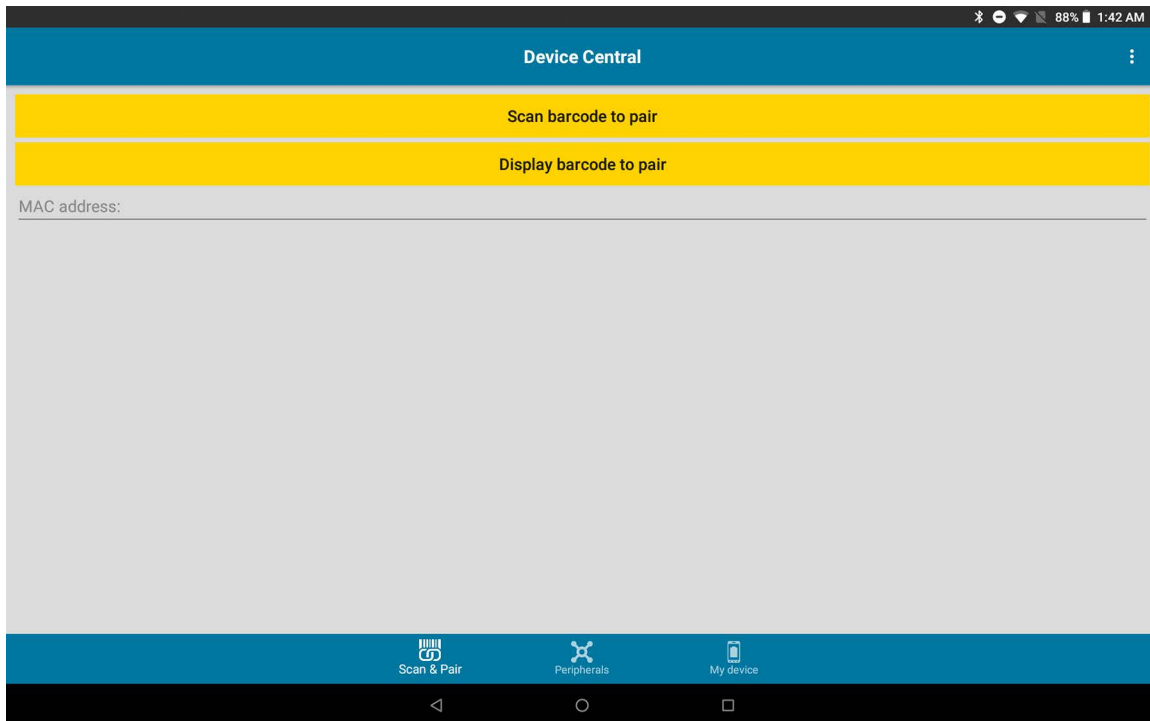 88% 1:42 AM
Device Central
Scan barcode to pair
Display barcode to pair
MAC address:
Scan & Pair
Peripherals
My device